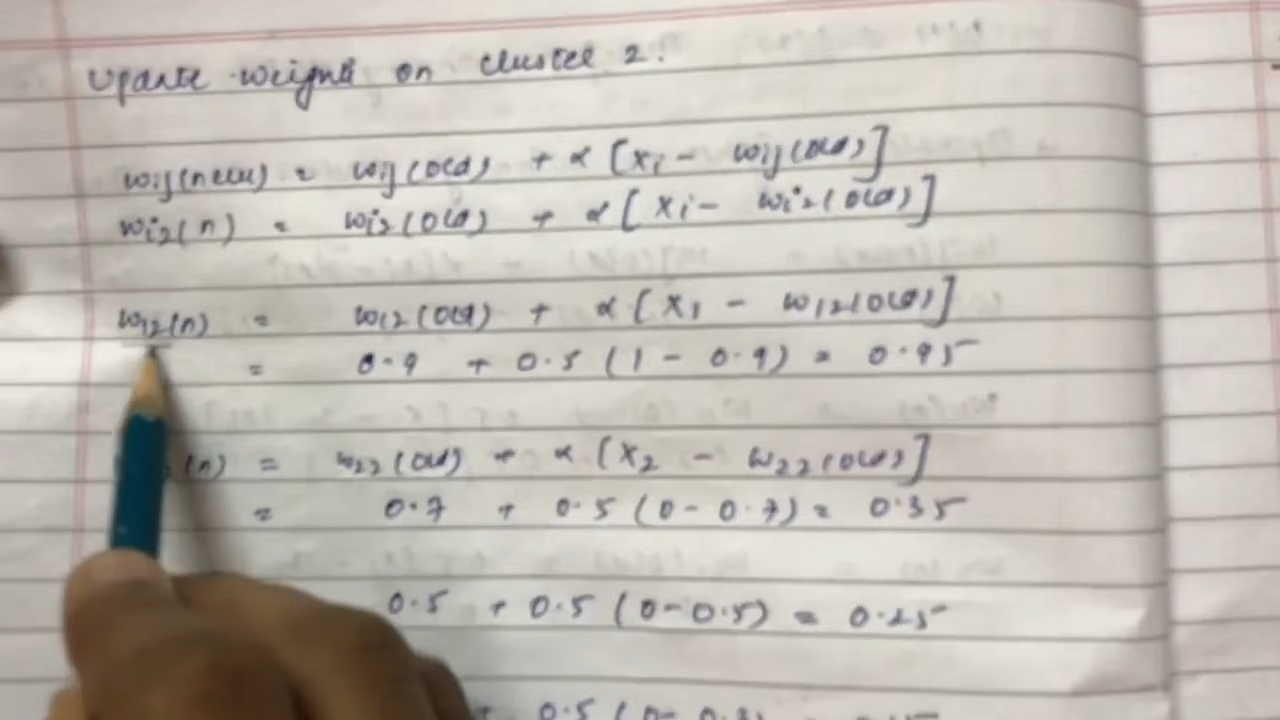 Update weight on cluster 2:
wij(new) = wij(old) + α[xi - wij(old)]
wi2(n) = wi2(old) + α[xi - wi2(old)]
w12(n) = w12(old) + α[x1 - w12(old)]
= 0.9 + 0.5 (1 - 0.9) = 0.95
(n) = w22(old) + α[x2 - w22(old)]
= 0.7 + 0.5 (0 - 0.7) = 0.35
0.5 + 0.5 (0 - 0.5) = 0.25